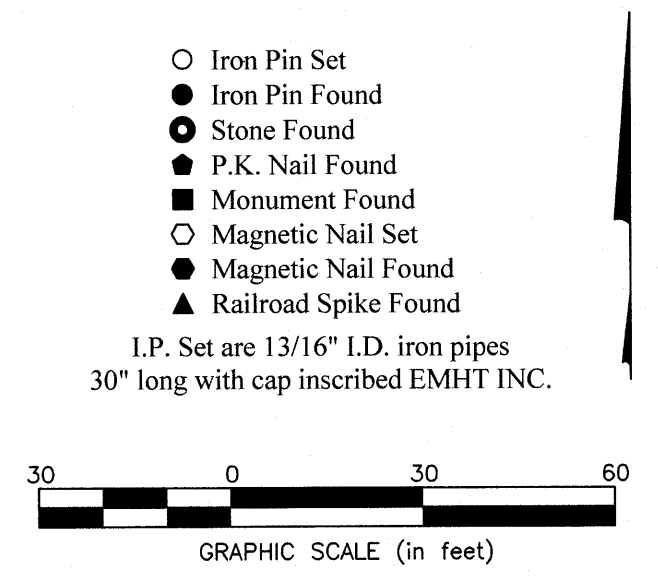 Iron Pin Set
Iron Pin Found
Stone Found
P.K. Nail Found
Monument Found
Magnetic Nail Set
Magnetic Nail Found
Railroad Spike Found
I.P. Set are 13/16" I.D. iron pipes
30" long with cap inscribed EMHT INC.
30 0 30 60
GRAPHIC SCALE (in feet)